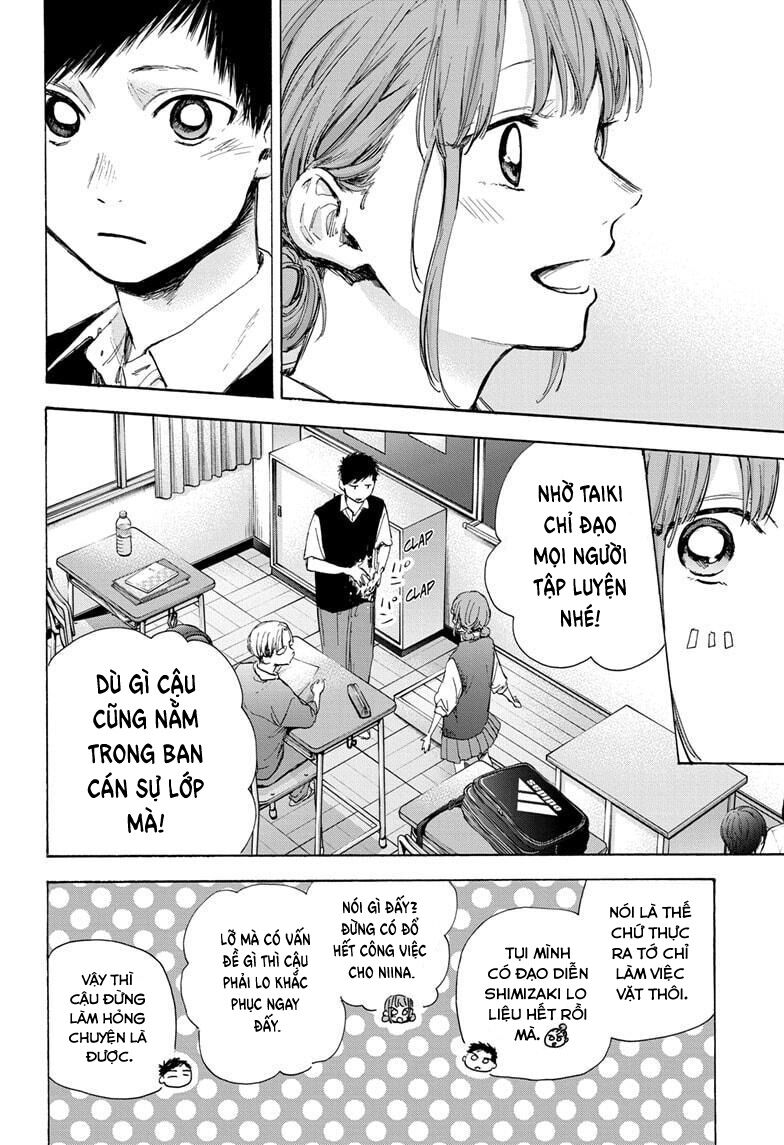 NHỜ TAIKI
CHỈ ĐẠO
MỌI NGƯỜI
TẬP LUYỆN
NHÉ!
CLAP
CLAP
DÙ GÌ CẬU
CŨNG NẰM
TRONG BAN
CÁN SỰ LỚP
MÀ!
NÓI LÀ THẾ
CHỨ THỰC
RA TỚ CHỈ
LÀM VIỆC
VẶT THÔI.
TỤI MÌNH
CÓ ĐẠO DIỄN
SHIMIZAKI LO
LIỆU HẾT RỒI
MÀ.
NÓI GÌ ĐẤY?
ĐỪNG CÓ ĐỔ
HẾT CÔNG VIỆC
CHO NIINA.
LỠ MÀ CÓ VẤN
ĐỀ GÌ THÌ CẬU
PHẢI LO KHẮC
PHỤC NGAY
ĐẤY.
VẬY THÌ
CẬU ĐỪNG
LÀM HỎNG
CHUYỆN LÀ
ĐƯỢC.